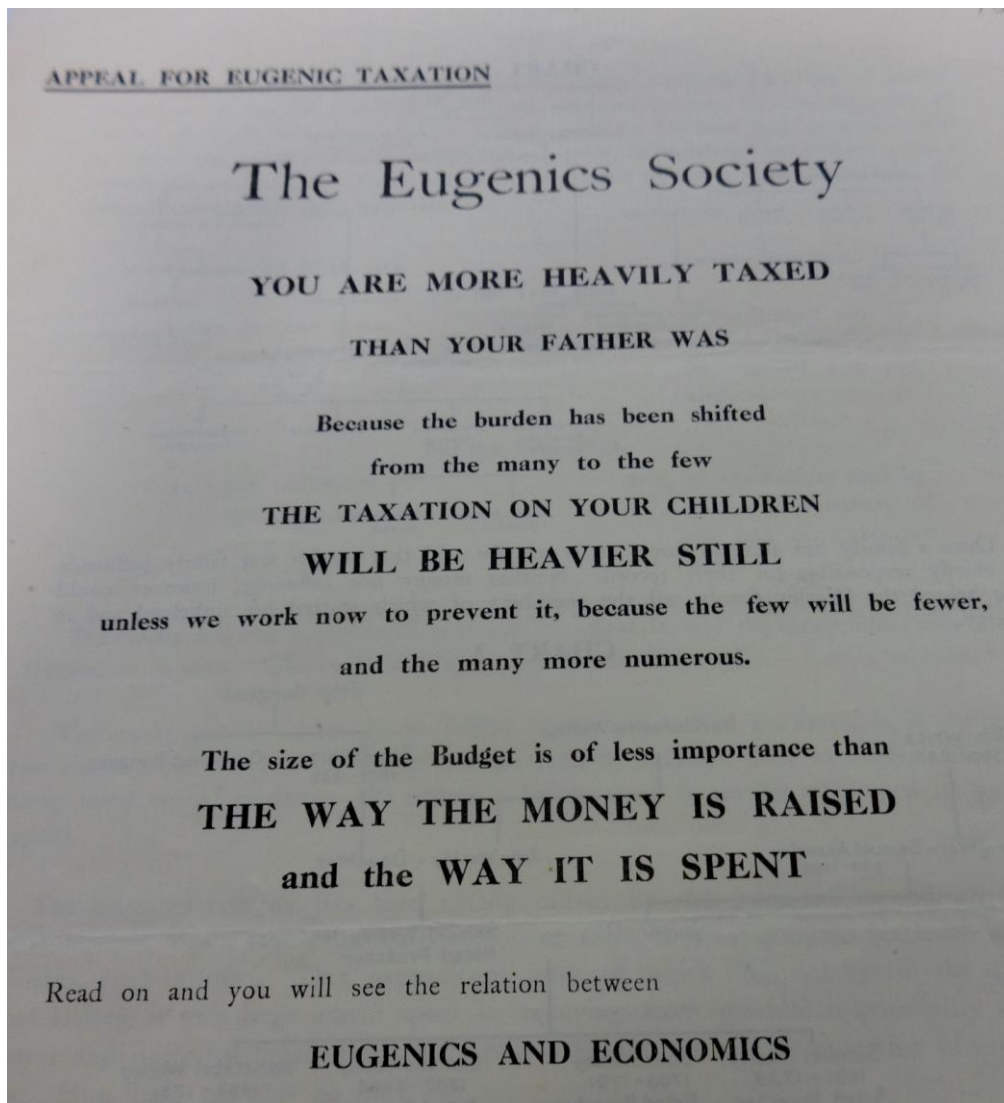 APPEAL FOR EUGENIC TAXATION
The Eugenics Society
YOU ARE MORE HEAVILY TAXED
THAN YOUR FATHER WAS
Because the burden has been shifted
from the many to the few
THE TAXATION ON YOUR CHILDREN
WILL BE HEAVIER STILL
unless we work now to prevent it, because the few will be fewer,
and the many more numerous.
The size of the Budget is of less importance than
THE WAY THE MONEY IS RAISED
and the WAY IT IS SPENT
Read on and you will see the relation between
EUGENICS AND ECONOMICS